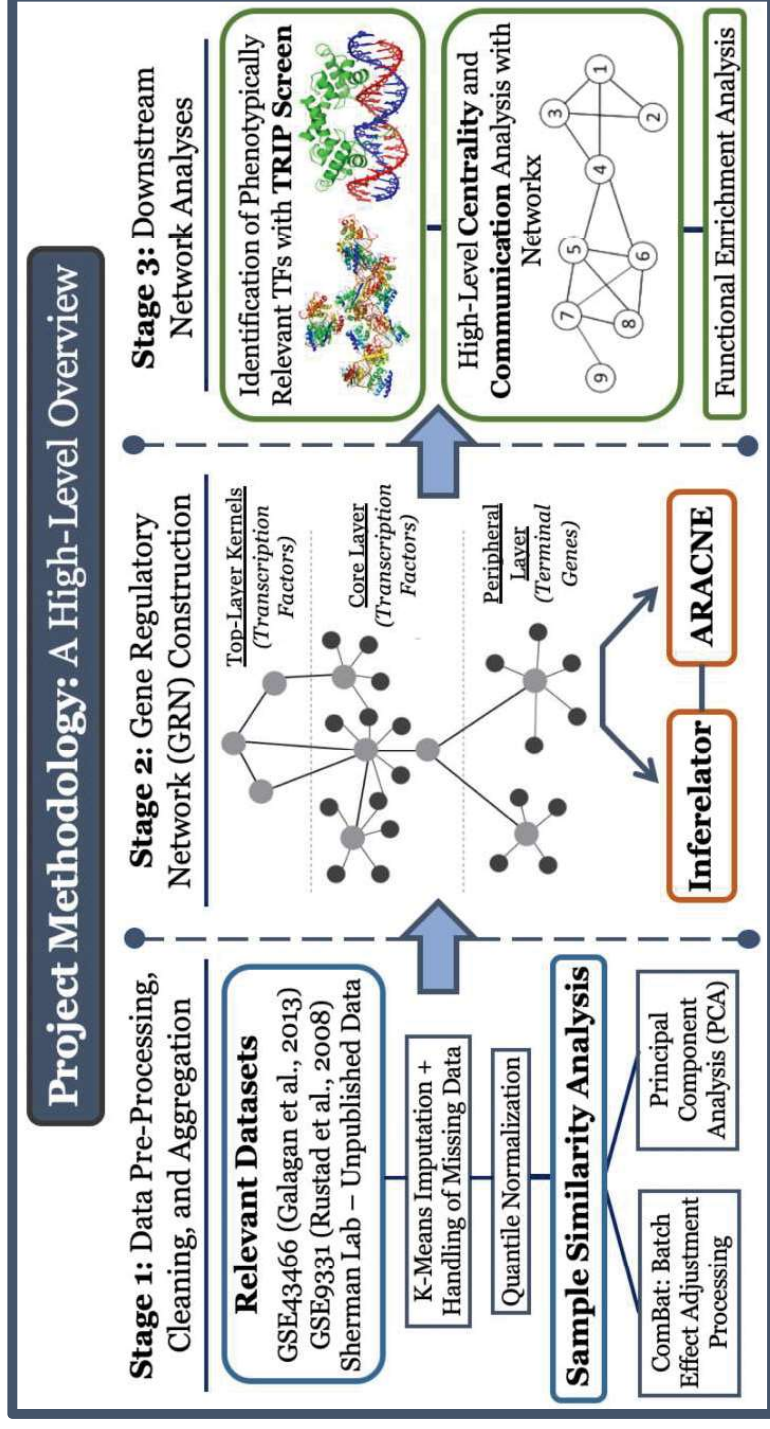 Project Methodology: A High-Level Overview
Stage 1: Data Pre-Processing,
Cleaning, and Aggregation
Relevant Datasets
GSE43466 (Galagan et al., 2013)
GSE9331 (Rustad et al., 2008)
Sherman Lab – Unpublished Data
K-Means Imputation +
Handling of Missing Data
Quantile Normalization
Sample Similarity Analysis
ComBat: Batch
Effect Adjustment
Processing
Principal
Component
Analysis (PCA)
Stage 2: Gene Regulatory
Network (GRN) Construction
Top-Layer Kernels
(Transcription
Factors)
Core Layer
(Transcription
Factors)
Peripheral
Layer
(Terminal
Genes)
Inferelator
ARACNE
Stage 3: Downstream
Network Analyses
Identification of Phenotypically
Relevant TFs with TRIP Screen
High-Level Centrality and
Communication Analysis with
Networkx
9
7
8
5
6
4
3
2
1
Functional Enrichment Analysis